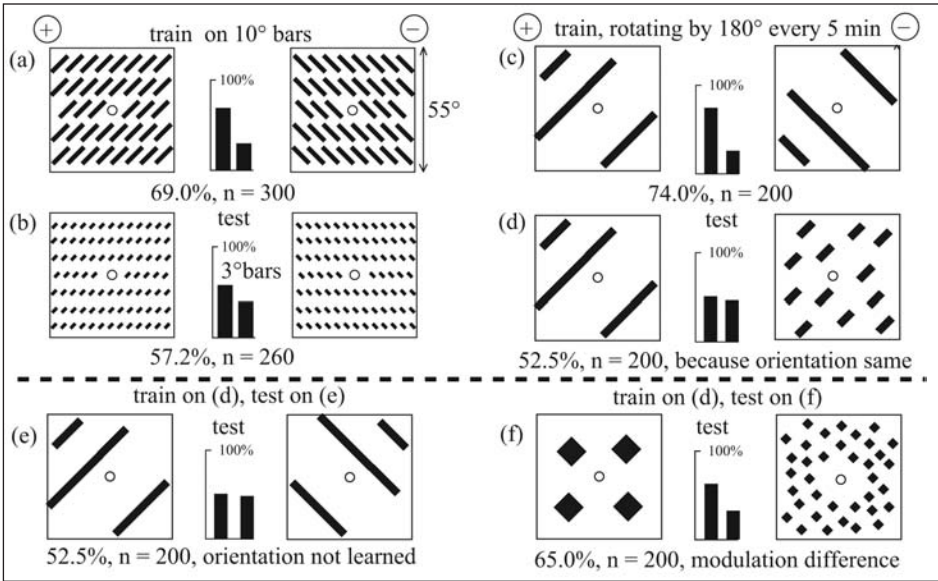 + train on 10° bars −
(a)
100%
55°
69.0%, n = 300
(b)
test
3°bars
57.2%, n = 260
+ train, rotating by 180° every 5 min −
(c)
100%
74.0%, n = 200
(d)
test
100%
52.5%, n = 200, because orientation same
train on (d), test on (e)
(e)
test
100%
52.5%, n = 200, orientation not learned
train on (d), test on (f)
(f)
test
100%
65.0%, n = 200, modulation difference